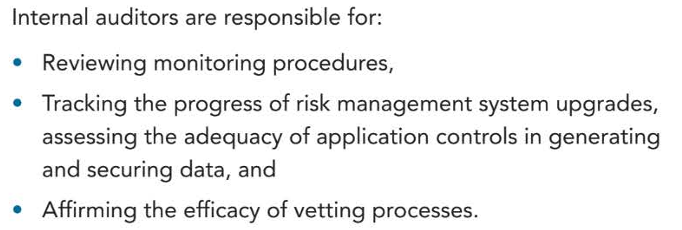 Internal auditors are responsible for:
• Reviewing monitoring procedures,
• Tracking the progress of risk management system upgrades,
assessing the adequacy of application controls in generating
and securing data, and
• Affirming the efficacy of vetting processes.